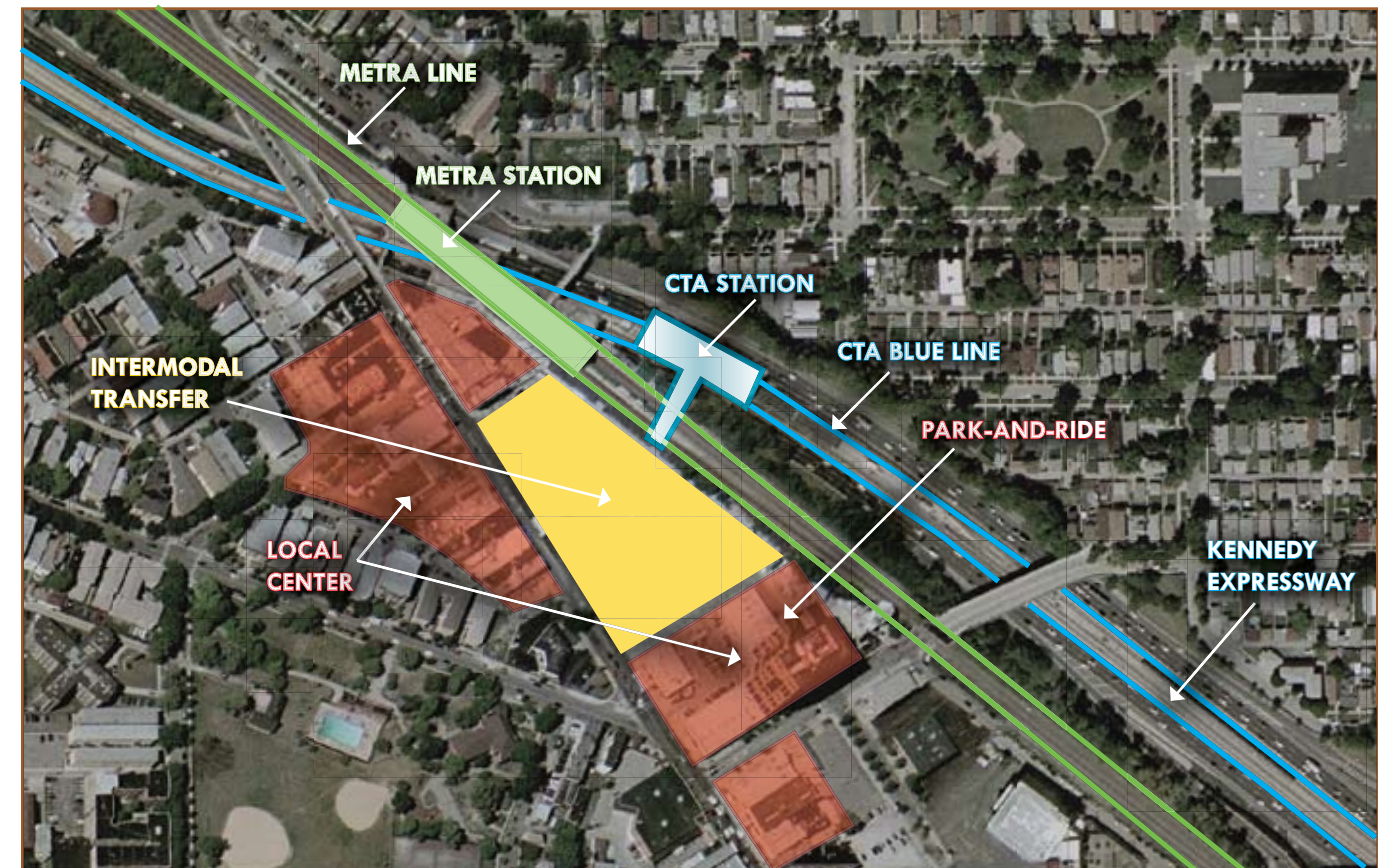 METRA LINE
METRA STATION
CTA STATION
CTA BLUE LINE
INTERMODAL
TRANSFER
PARK-AND-RIDE
LOCAL
CENTER
KENNEDY
EXPRESSWAY